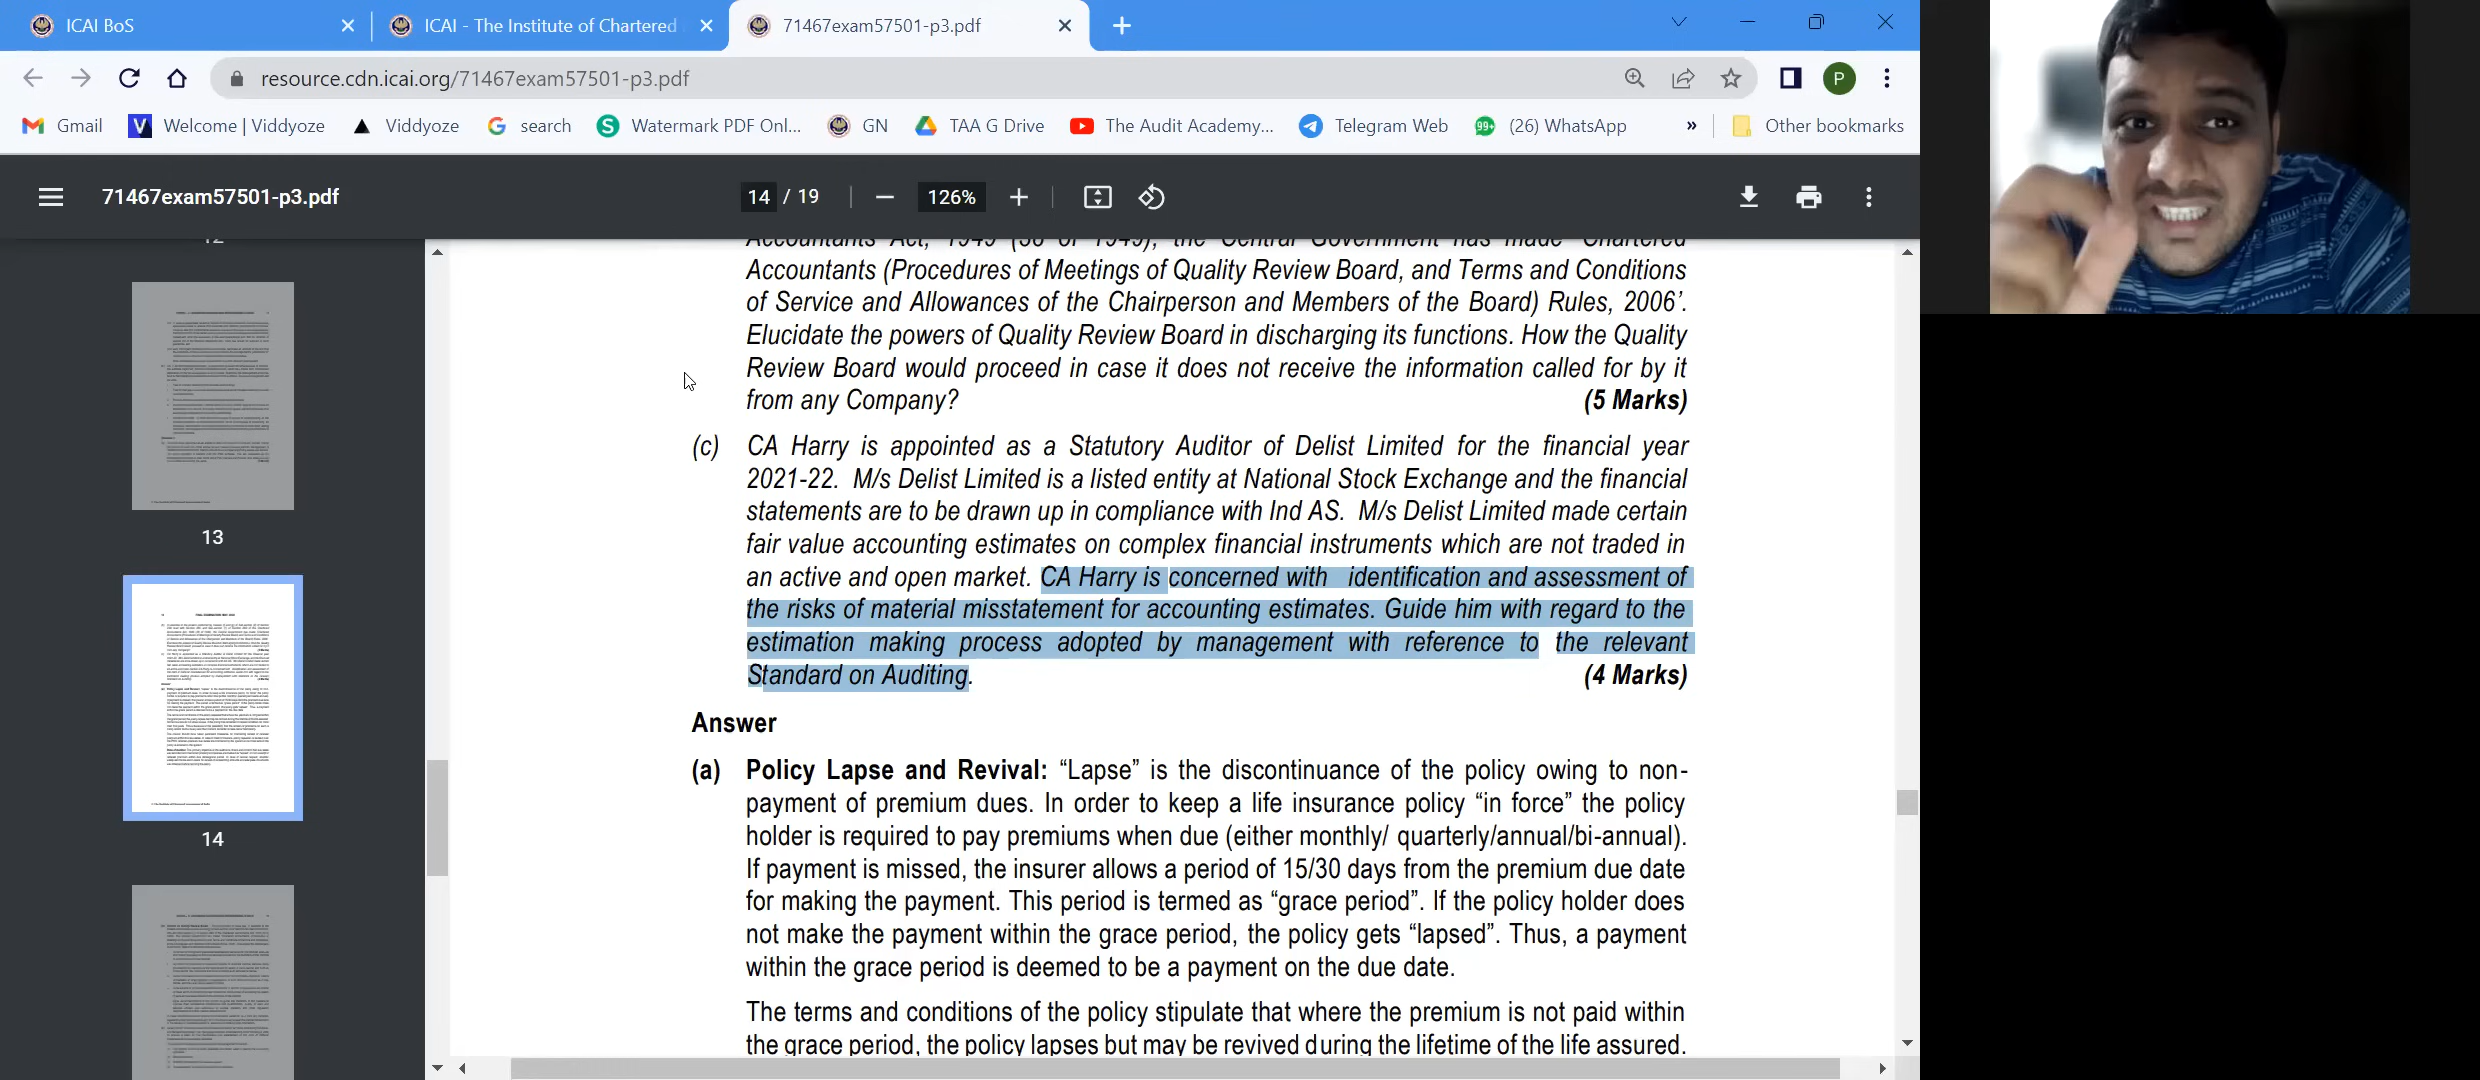 ICAI BoS
ICAI - The Institute of Chartered
71467exam57501-p3.pdf
resource.cdn.icai.org/71467exam57501-p3.pdf
P
Gmail
Welcome | Viddyoze
Viddyoze
search
Watermark PDF Onl...
GN
TAA G Drive
The Audit Academy...
Telegram Web
99+
(26) WhatsApp
»
Other bookmarks
71467exam57501-p3.pdf
14 / 19
126%
12
13
14
Accountants Act, 1949 (38 of 1949), the Central Government has made 'Chartered
Accountants (Procedures of Meetings of Quality Review Board, and Terms and Conditions
of Service and Allowances of the Chairperson and Members of the Board) Rules, 2006’.
Elucidate the powers of Quality Review Board in discharging its functions. How the Quality
Review Board would proceed in case it does not receive the information called for by it
from any Company? (5 Marks)
(c) CA Harry is appointed as a Statutory Auditor of Delist Limited for the financial year
2021-22. M/s Delist Limited is a listed entity at National Stock Exchange and the financial
statements are to be drawn up in compliance with Ind AS. M/s Delist Limited made certain
fair value accounting estimates on complex financial instruments which are not traded in
an active and open market. CA Harry is concerned with identification and assessment of
the risks of material misstatement for accounting estimates. Guide him with regard to the
estimation making process adopted by management with reference to the relevant
Standard on Auditing. (4 Marks)
Answer
(a) Policy Lapse and Revival: “Lapse” is the discontinuance of the policy owing to non-
payment of premium dues. In order to keep a life insurance policy “in force” the policy
holder is required to pay premiums when due (either monthly/ quarterly/annual/bi-annual).
If payment is missed, the insurer allows a period of 15/30 days from the premium due date
for making the payment. This period is termed as “grace period”. If the policy holder does
not make the payment within the grace period, the policy gets “lapsed”. Thus, a payment
within the grace period is deemed to be a payment on the due date.
The terms and conditions of the policy stipulate that where the premium is not paid within
the grace period, the policy lapses but may be revived during the lifetime of the life assured.